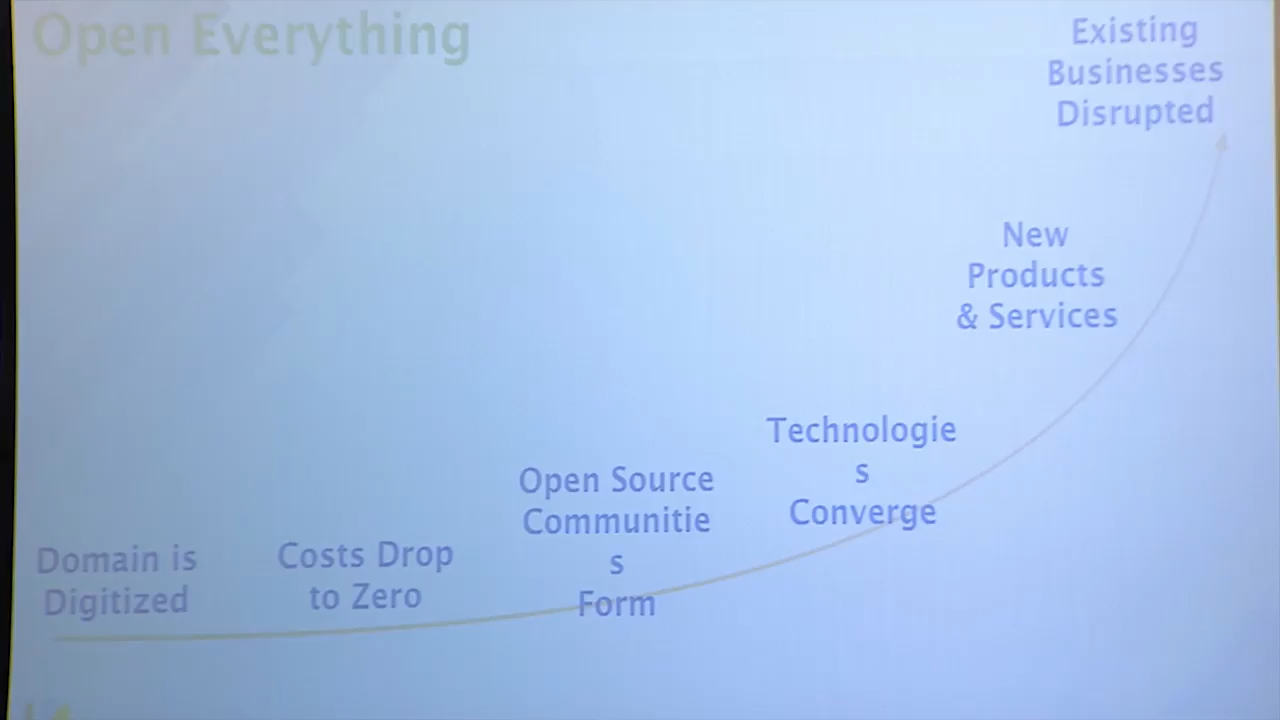 Open Everything
Existing
Businesses
Disrupted
New
Products
& Services
Technologie
s
Converge
Open Source
Communitie
s
Form
Costs Drop
to Zero
Domain is
Digitized